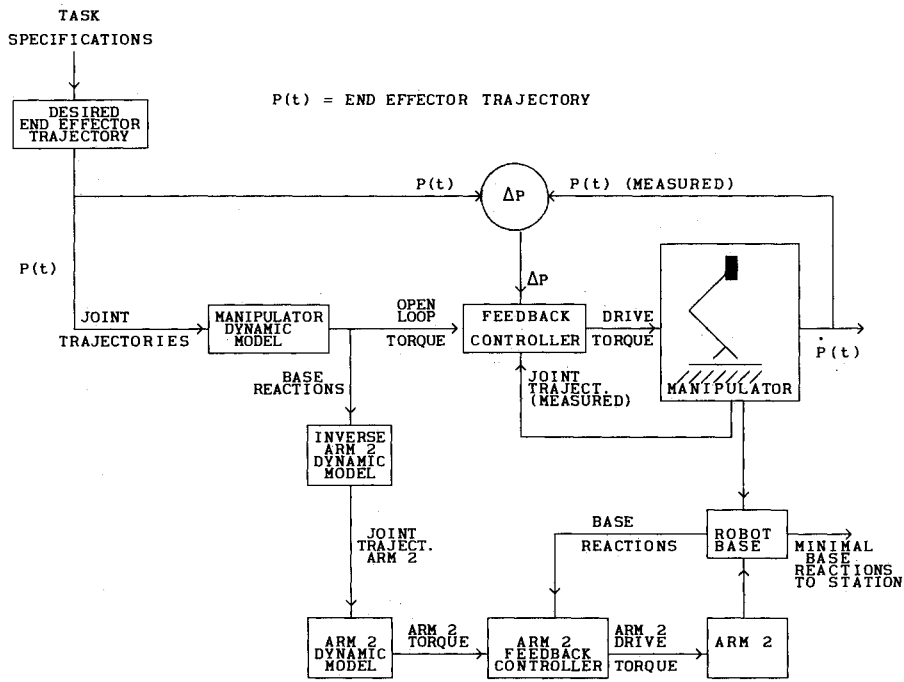 TASK
SPECIFICATIONS
P(t) = END EFFECTOR TRAJECTORY
DESIRED
END EFFECTOR
TRAJECTORY
P(t)
P(t) (MEASURED)
ΔP
P(t)
ΔP
JOINT
TRAJECTORIES
MANIPULATOR
DYNAMIC
MODEL
OPEN
LOOP
TORQUE
FEEDBACK
CONTROLLER
DRIVE
TORQUE
MANIPULATOR
Ṗ(t)
BASE
REACTIONS
JOINT
TRAJECT.
(MEASURED)
INVERSE
ARM 2
DYNAMIC
MODEL
JOINT
TRAJECT.
ARM 2
BASE
REACTIONS
ROBOT
BASE
MINIMAL
BASE
REACTIONS
TO STATION
ARM 2
DYNAMIC
MODEL
ARM 2
TORQUE
ARM 2
FEEDBACK
CONTROLLER
ARM 2
DRIVE
TORQUE
ARM 2